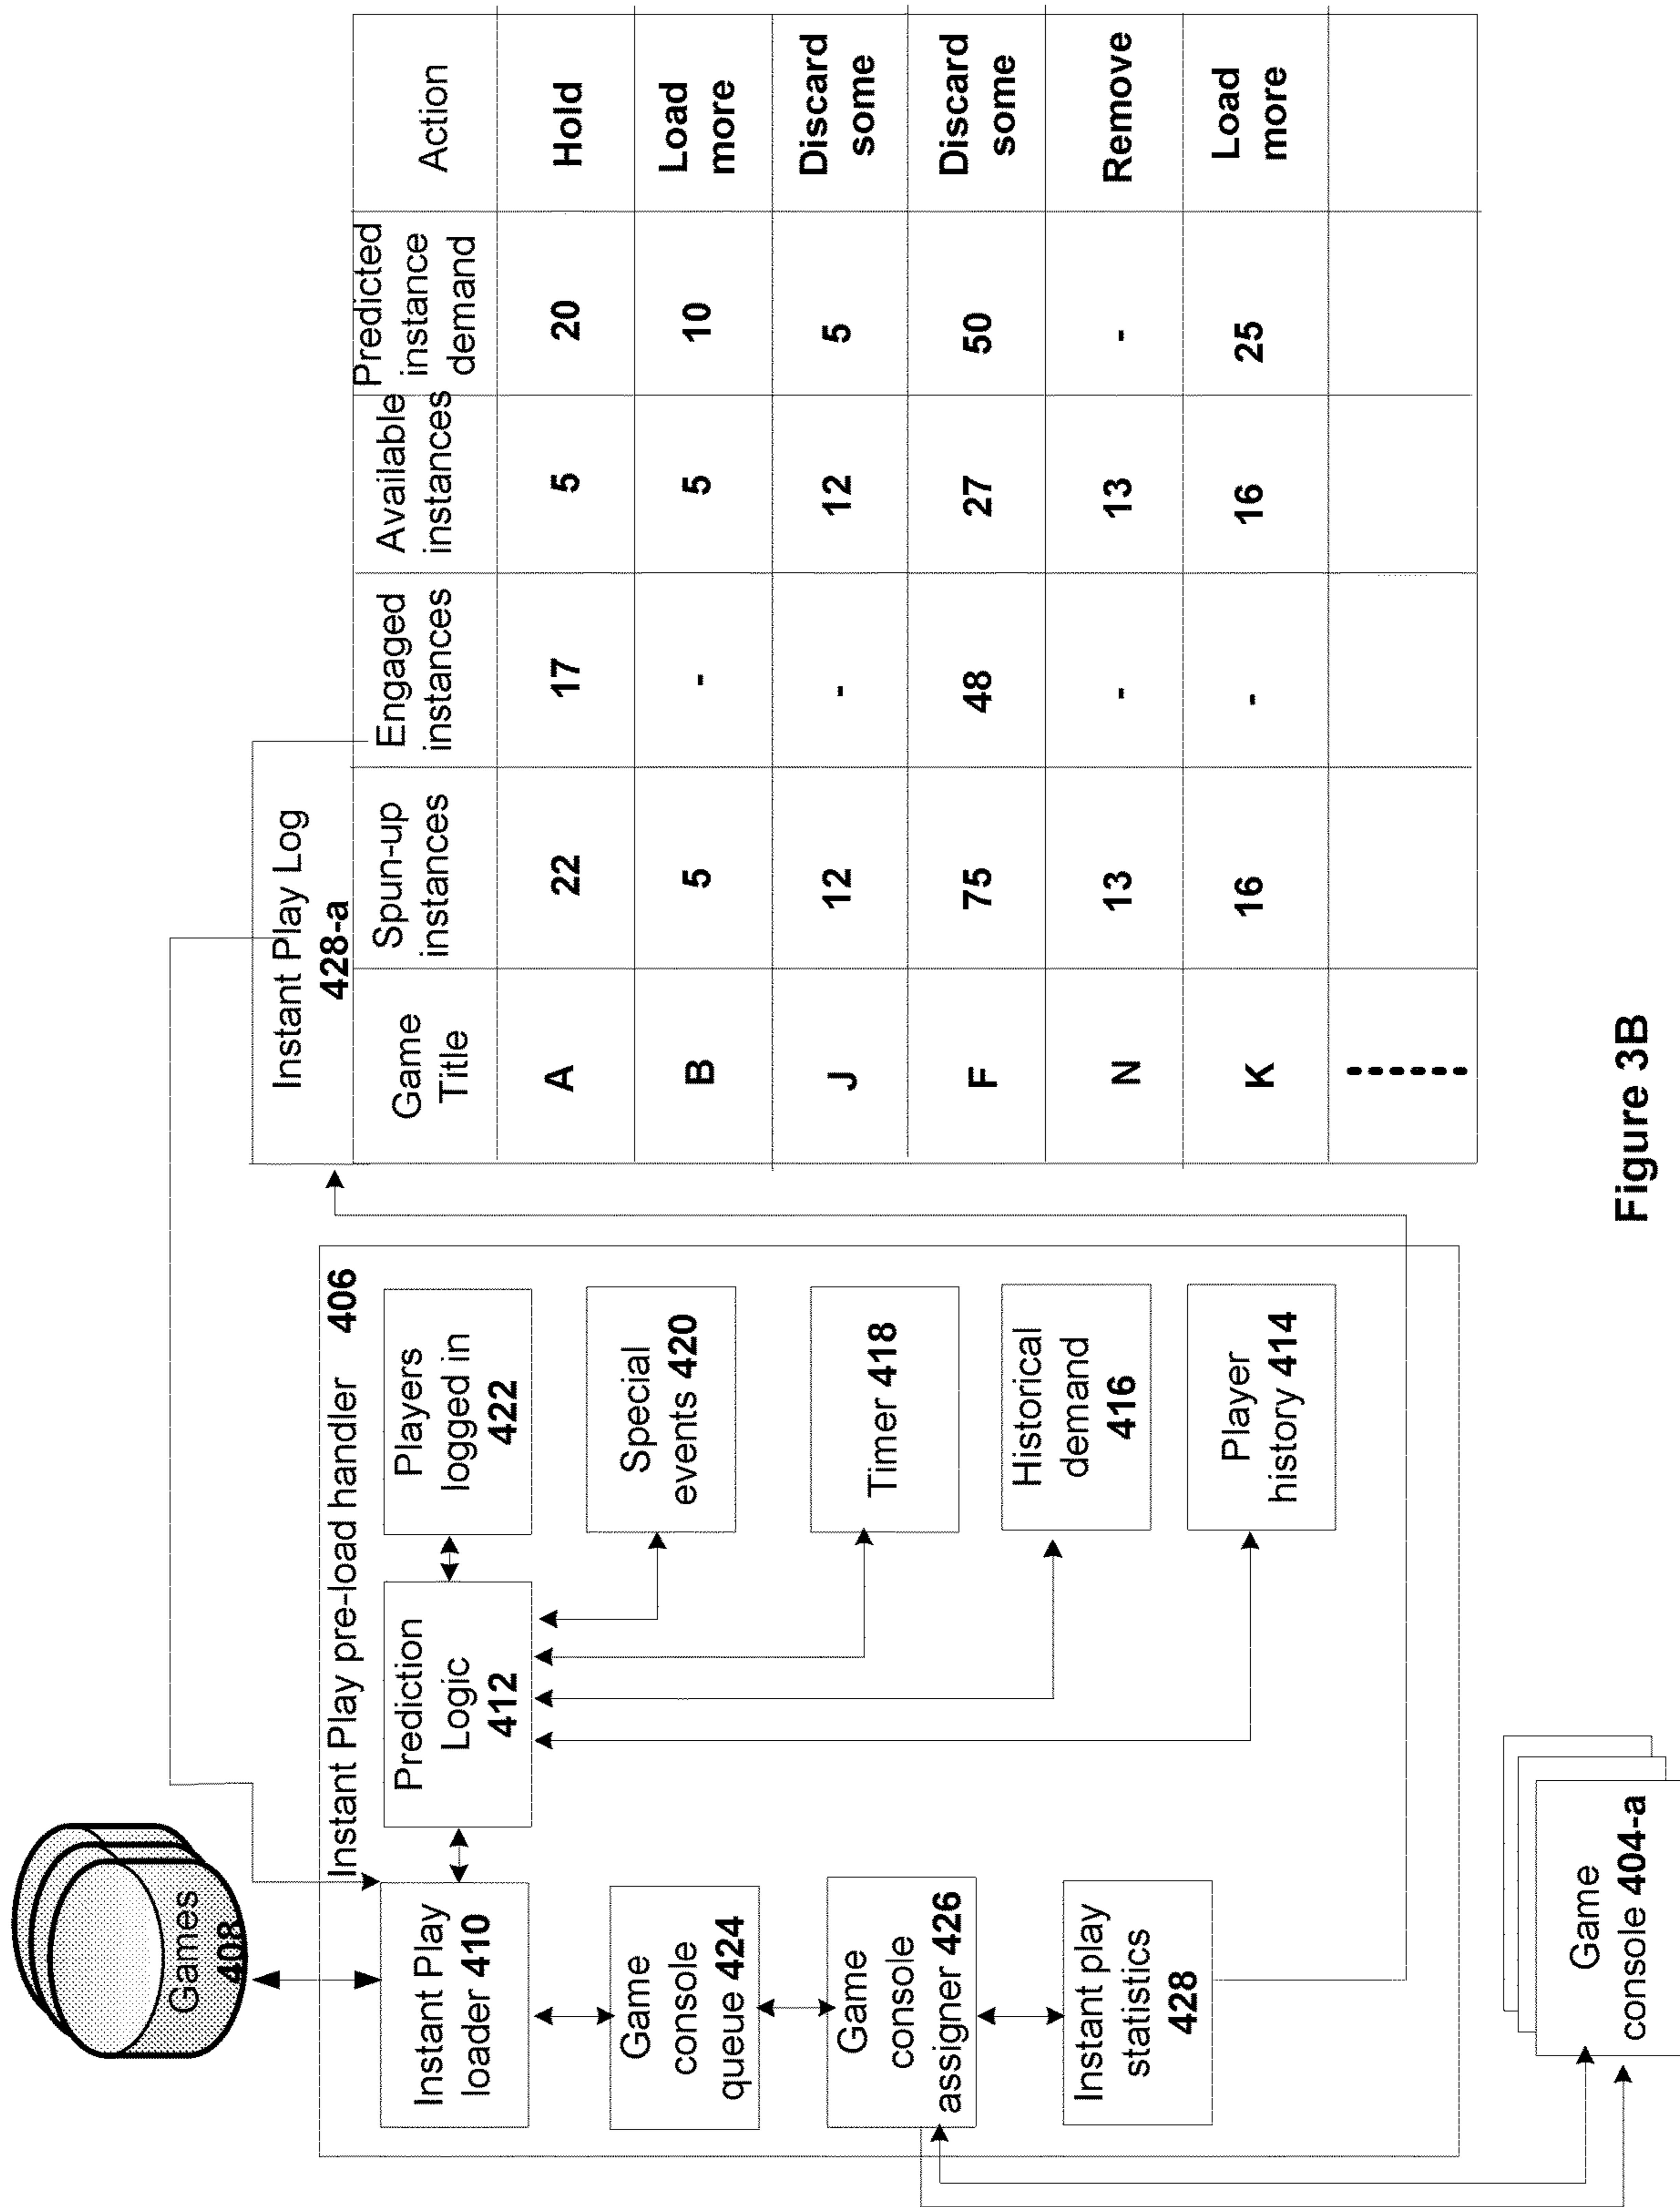 Games
408
Instant Play pre-load handler 406
Instant Play
loader 410
Prediction
Logic
412
Players
logged in
422
Game
console
queue 424
Special
events 420
Game
console
assigner 426
Timer 418
Instant play
statistics
428
Historical
demand
416
Player
history 414
Game
console 404-a
Instant Play Log
428-a
Game
Title
Spun-up
instances
Engaged
instances
Available
instances
Predicted
instance
demand
Action
A 22 17 5 20 Hold
B 5 - 5 10 Load
more
J 12 - 12 5 Discard
some
F 75 48 27 50 Discard
some
N 13 - 13 - Remove
K 16 - 16 25 Load
more
Figure 3B